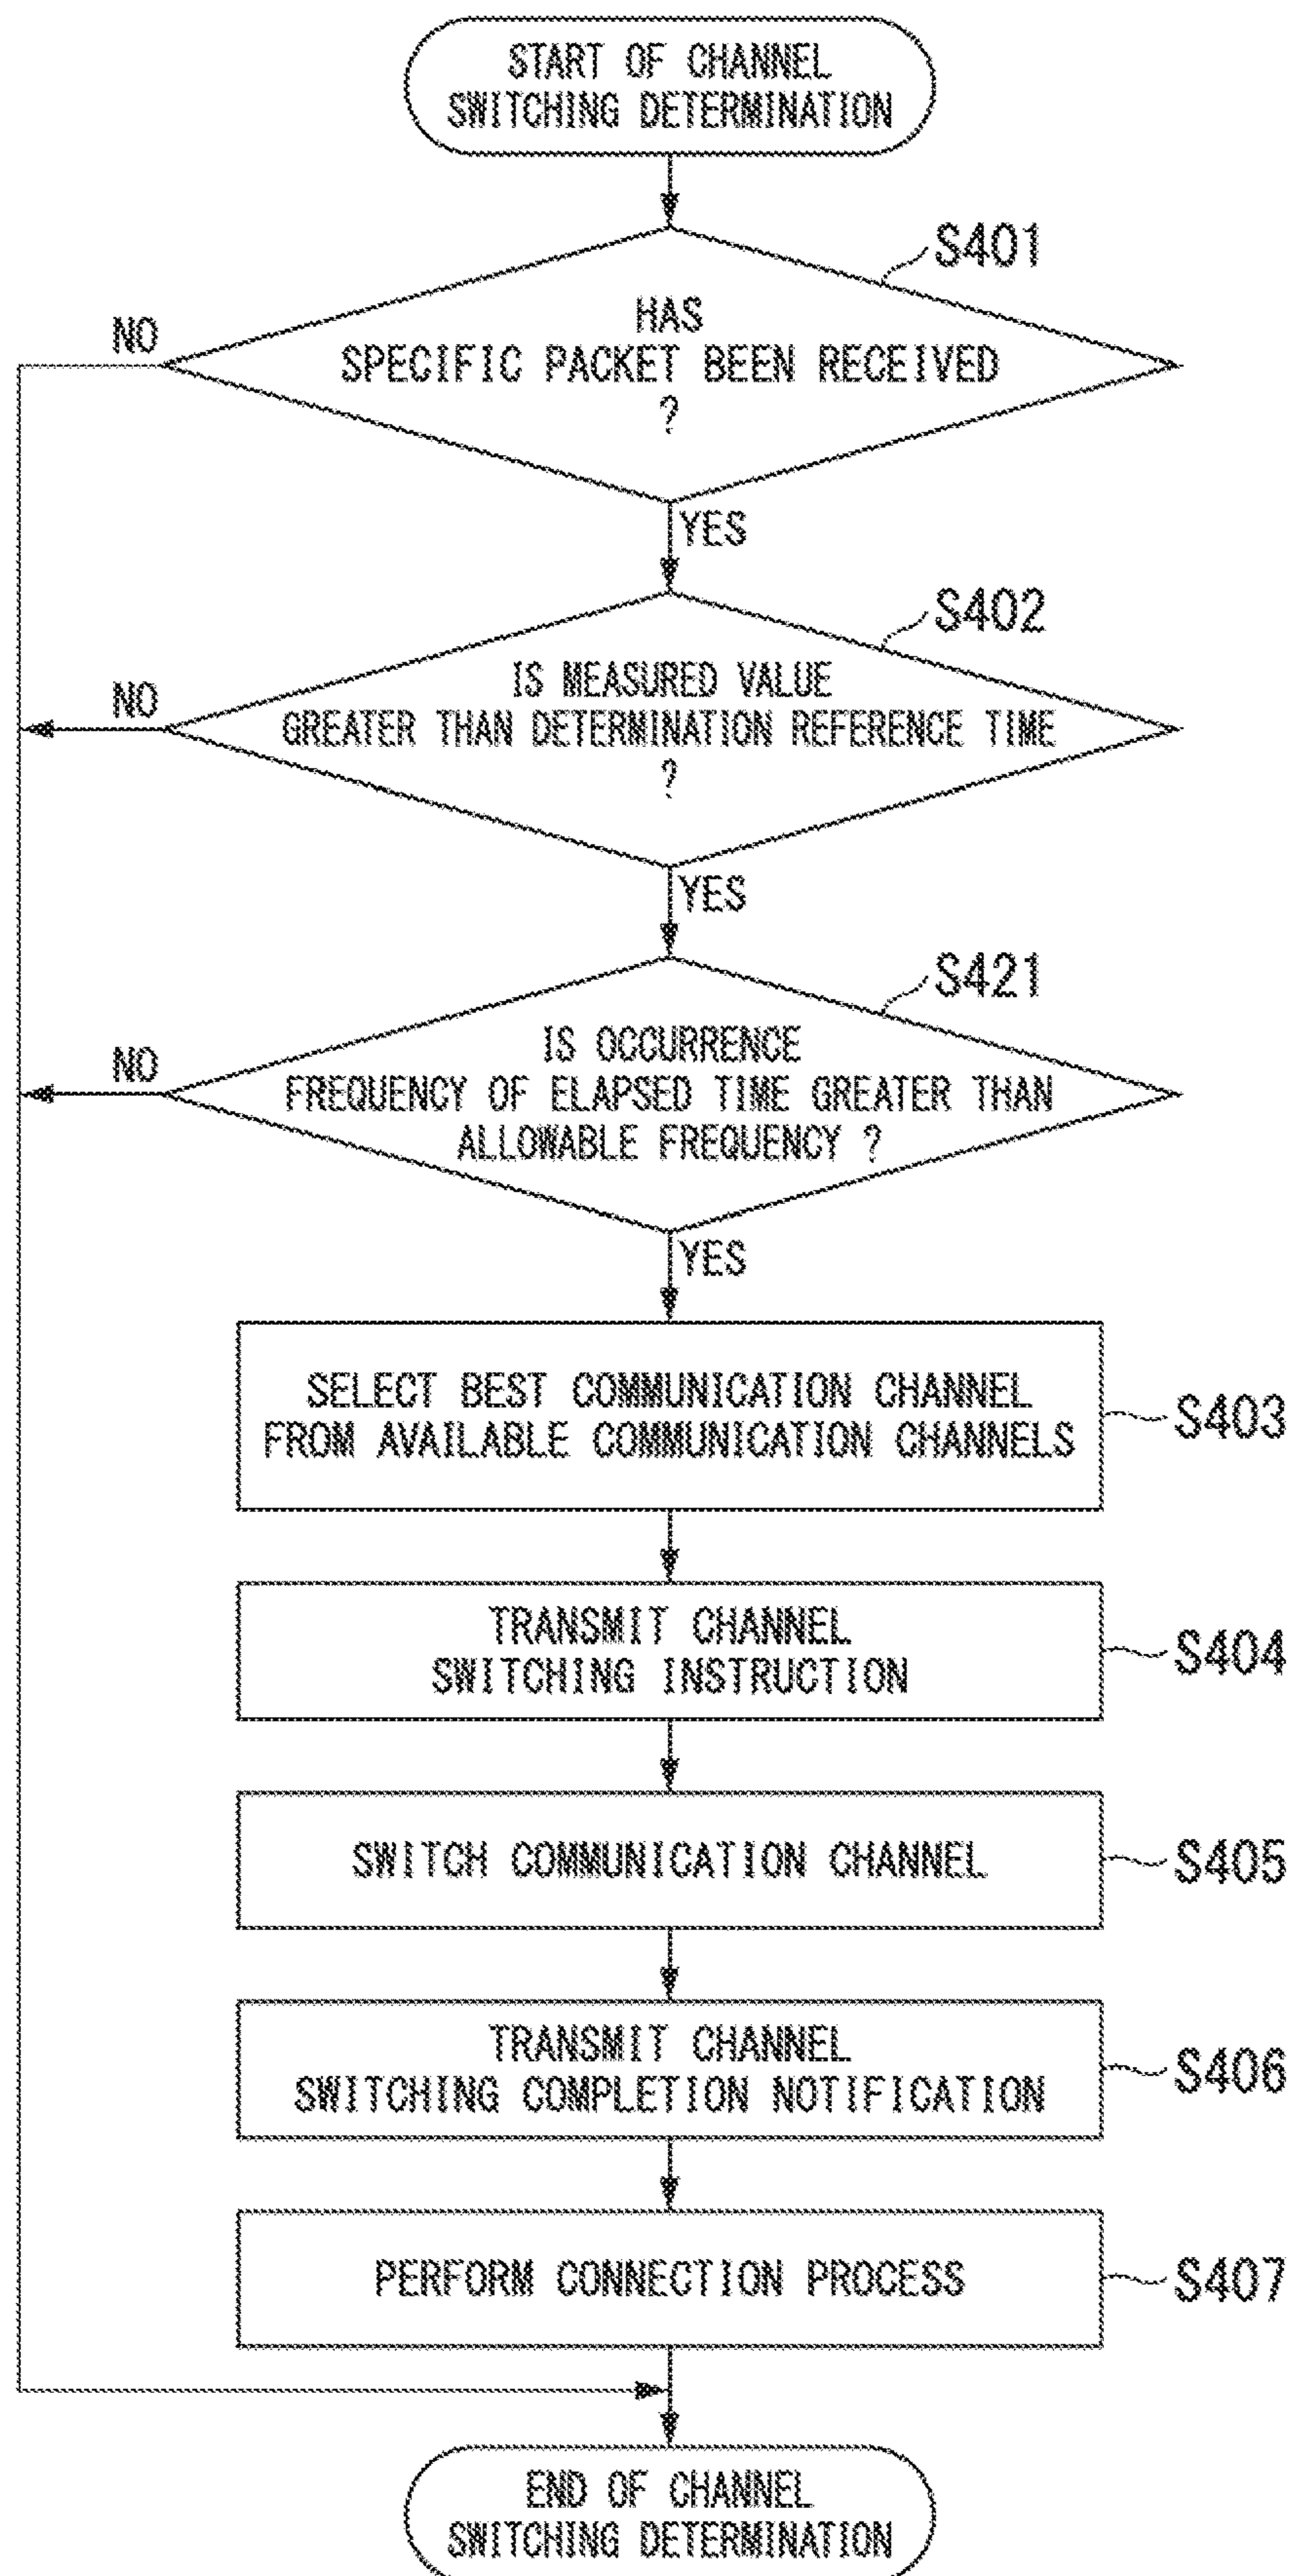 START OF CHANNEL
SWITCHING DETERMINATION
S401
NO
HAS
SPECIFIC PACKET BEEN RECEIVED
?
YES
S402
NO
IS MEASURED VALUE
GREATER THAN DETERMINATION REFERENCE TIME
?
YES
S421
NO
IS OCCURRENCE
FREQUENCY OF ELAPSED TIME GREATER THAN
ALLOWABLE FREQUENCY ?
YES
SELECT BEST COMMUNICATION CHANNEL
FROM AVAILABLE COMMUNICATION CHANNELS
S403
TRANSMIT CHANNEL
SWITCHING INSTRUCTION
S404
SWITCH COMMUNICATION CHANNEL
S405
TRANSMIT CHANNEL
SWITCHING COMPLETION NOTIFICATION
S406
PERFORM CONNECTION PROCESS
S407
END OF CHANNEL
SWITCHING DETERMINATION